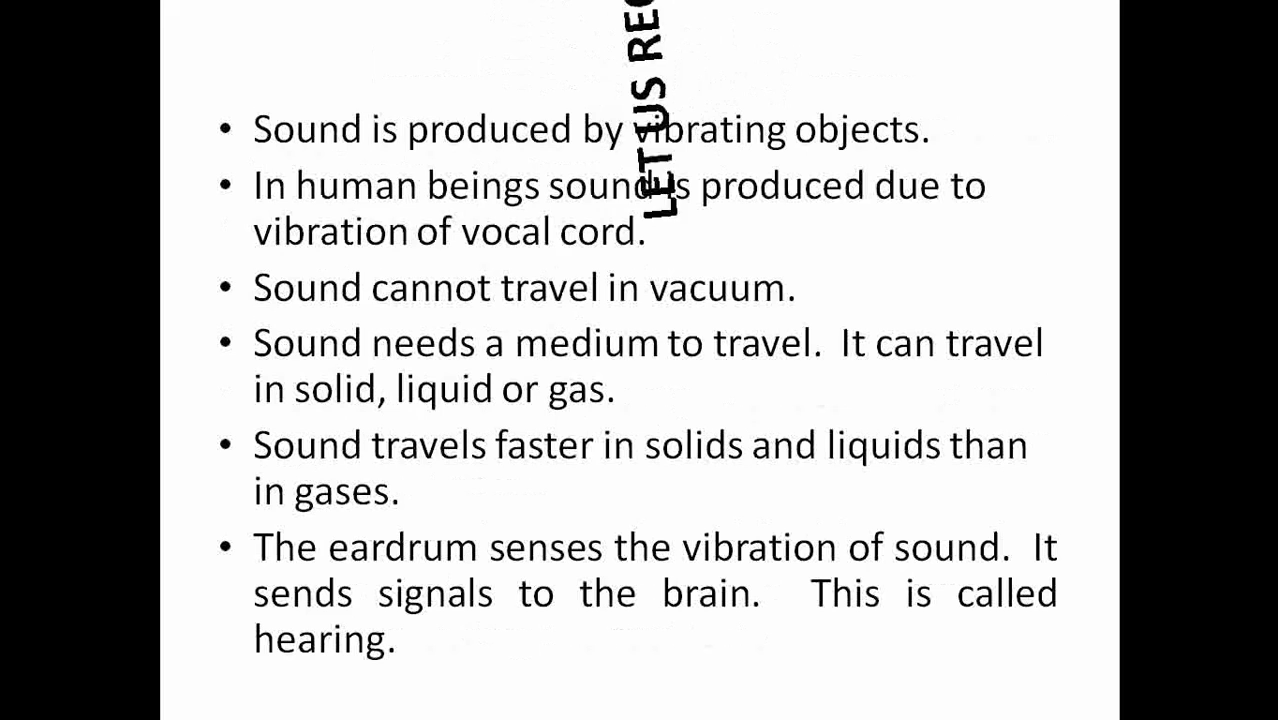 LET US REC
• Sound is produced by vibrating objects.
• In human beings sound is produced due to
vibration of vocal cord.
• Sound cannot travel in vacuum.
• Sound needs a medium to travel. It can travel
in solid, liquid or gas.
• Sound travels faster in solids and liquids than
in gases.
• The eardrum senses the vibration of sound. It
sends signals to the brain. This is called
hearing.